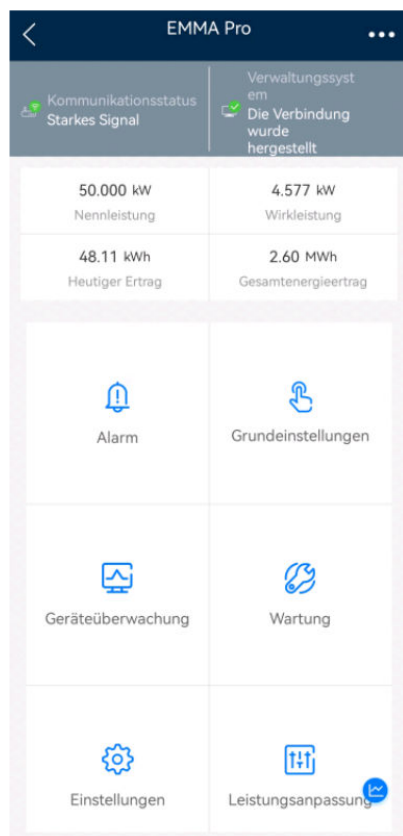 EMMA Pro
Kommunikationsstatus
Starkes Signal
Verwaltungssyst
em
Die Verbindung
wurde
hergestellt
50.000 kW
Nennleistung
4.577 kW
Wirkleistung
48.11 kWh
Heutiger Ertrag
2.60 MWh
Gesamtenergieertrag
Alarm
Grundeinstellungen
Geräteüberwachung
Wartung
Einstellungen
Leistungsanpassung